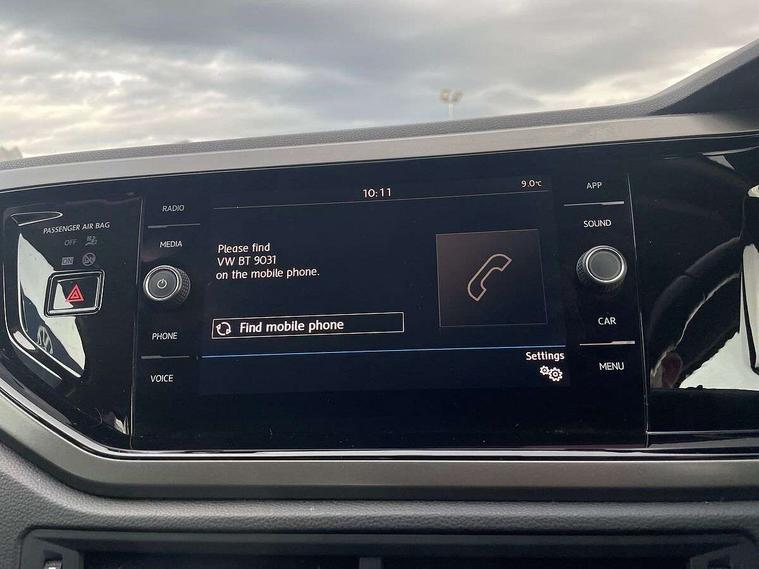 10:11
9.0℃
RADIO
MEDIA
PHONE
VOICE
PASSENGER AIR BAG
OFF
ON
Please find
VW BT 9031
on the mobile phone.
Find mobile phone
Settings
APP
SOUND
CAR
MENU